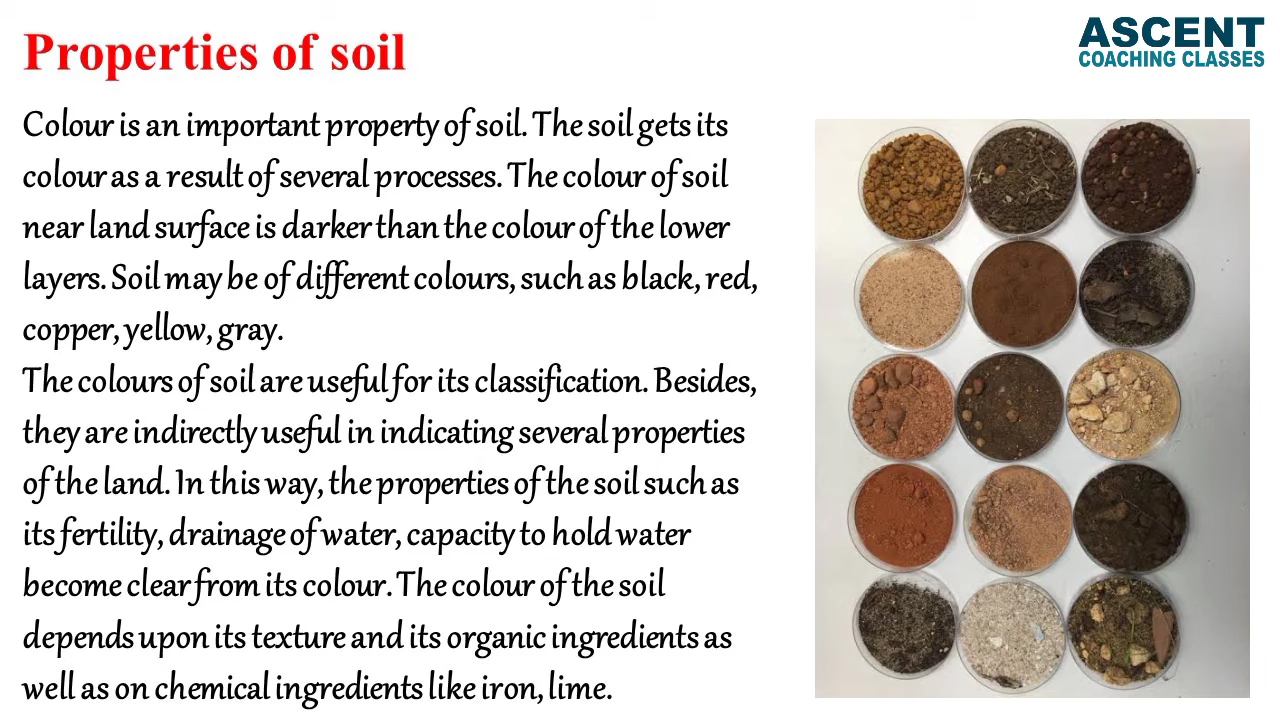 Properties of soil
ASCENT
COACHING CLASSES
Colour is an important property of soil. The soil gets its
colour as a result of several processes. The colour of soil
near land surface is darker than the colour of the lower
layers. Soil may be of different colours, such as black, red,
copper, yellow, gray.
The colours of soil are useful for its classification. Besides,
they are indirectly useful in indicating several properties
of the land. In this way, the properties of the soil such as
its fertility, drainage of water, capacity to hold water
become clear from its colour. The colour of the soil
depends upon its texture and its organic ingredients as
well as on chemical ingredients like iron, lime.